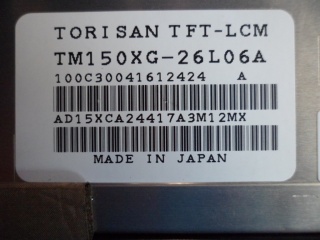 TORISAN TFT-LCM
TM150XG-26L06A
100C30041612424 A
AD15XCA24417A3M12MX
MADE IN JAPAN